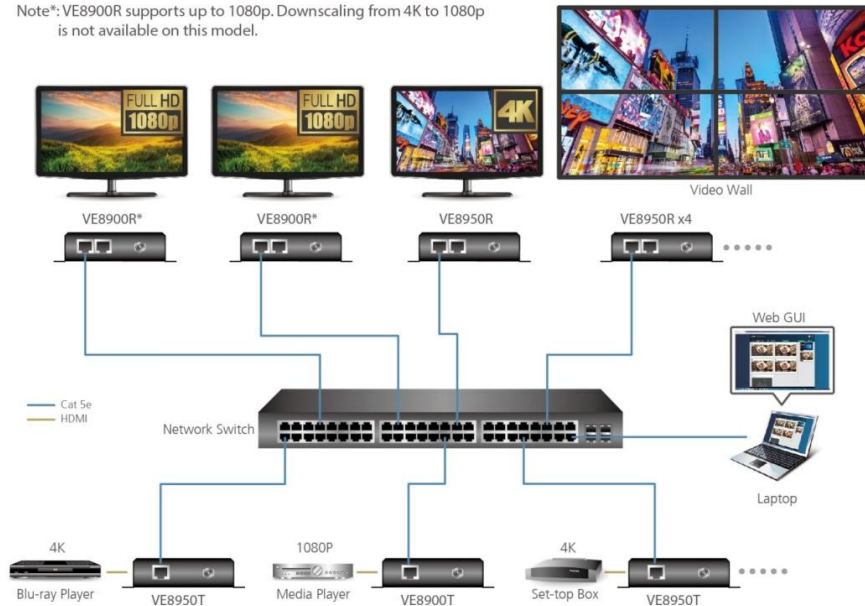 Note*: VE8900R supports up to 1080p. Downscaling from 4K to 1080p
is not available on this model.
FULL HD
1080p
FULL HD
1080p
4K
Video Wall
VE8900R*
VE8900R*
VE8950R
VE8950R x4
Web GUI
Cat 5e
HDMI
Network Switch
Laptop
4K
1080P
4K
Blu-ray Player
VE8950T
Media Player
VE8900T
Set-top Box
VE8950T